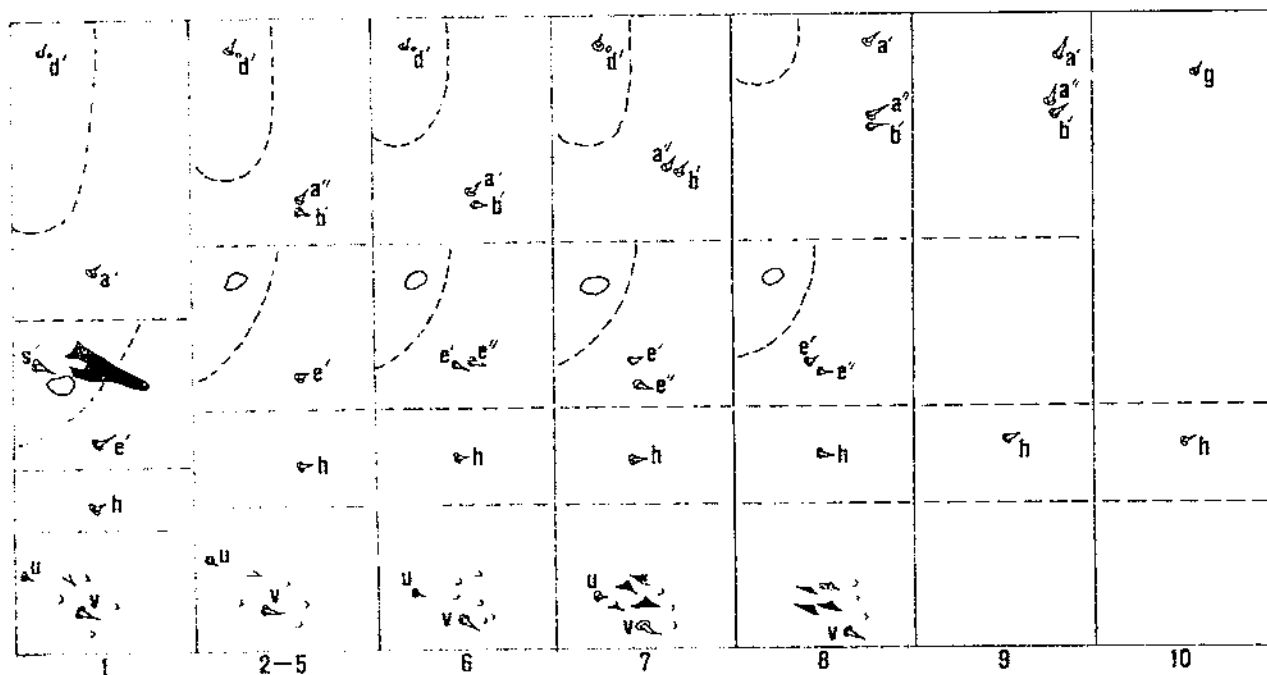 d′ d′ d′ d′ a′ a′ g
a″ b′ a″ b′
a″ b′ a′ b′ a′ b′
a′
s′ e′ e″ e′ e″ e′ e″
e′
e′ h h
h h h h
h
u u u u
v v v v v
1 2–5 6 7 8 9 10